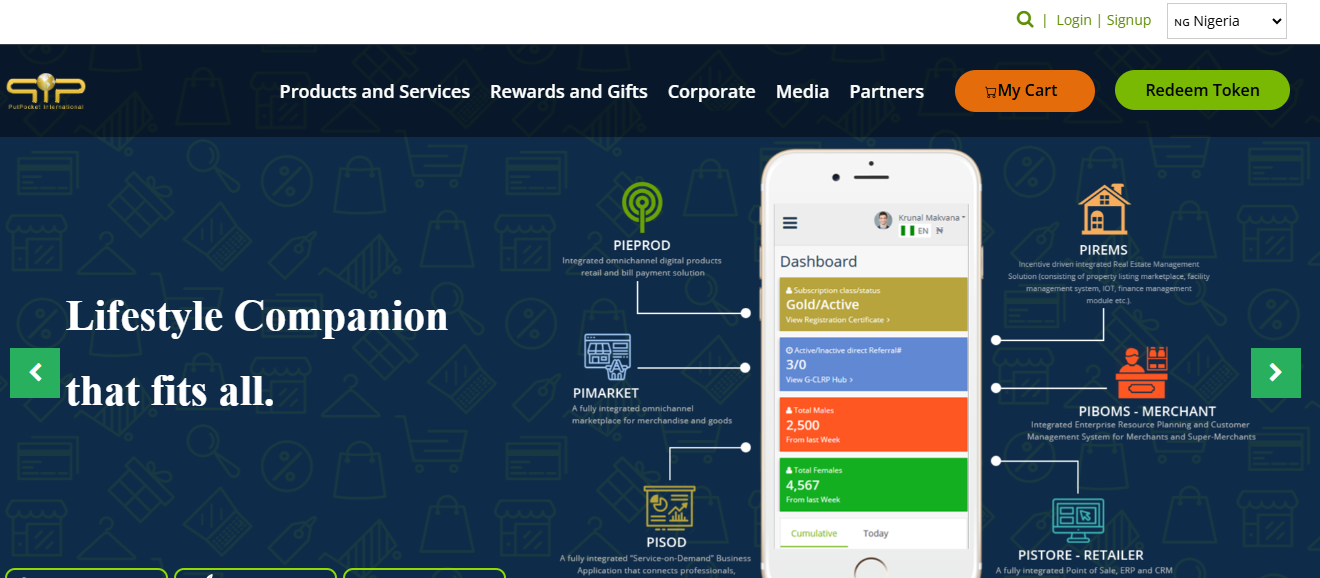 | Login | Signup
NG Nigeria
PIP
PutPocket International
Products and Services Rewards and Gifts Corporate Media Partners My Cart Redeem Token
Lifestyle Companion
that fits all.
PIEPROD
Integrated omnichannel digital products
retail and bill payment solution
PIMARKET
A fully integrated omnichannel
marketplace for merchandise and goods
PISOD
A fully integrated "Service-on-Demand" Business
Application that connects professionals,
Krunal Makvana
EN ₦
Dashboard
Subscription class/status
Gold/Active
View Registration Certificate >
Active/Inactive direct Referral#
3/0
View G-CLRP Hub >
Total Males
2,500
From last Week
Total Females
4,567
From last Week
Cumulative Today
PIREMS
Incentive driven integrated Real Estate Management
Solution (consisting of property listing marketplace, facility
management system, IOT, finance management
module etc.).
PIBOMS - MERCHANT
Integrated Enterprise Resource Planning and Customer
Management System for Merchants and Super-Merchants
PISTORE - RETAILER
A fully integrated Point of Sale, ERP and CRM